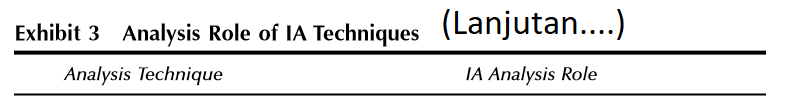 Exhibit 3 Analysis Role of IA Techniques (Lanjutan....)
Analysis Technique IA Analysis Role